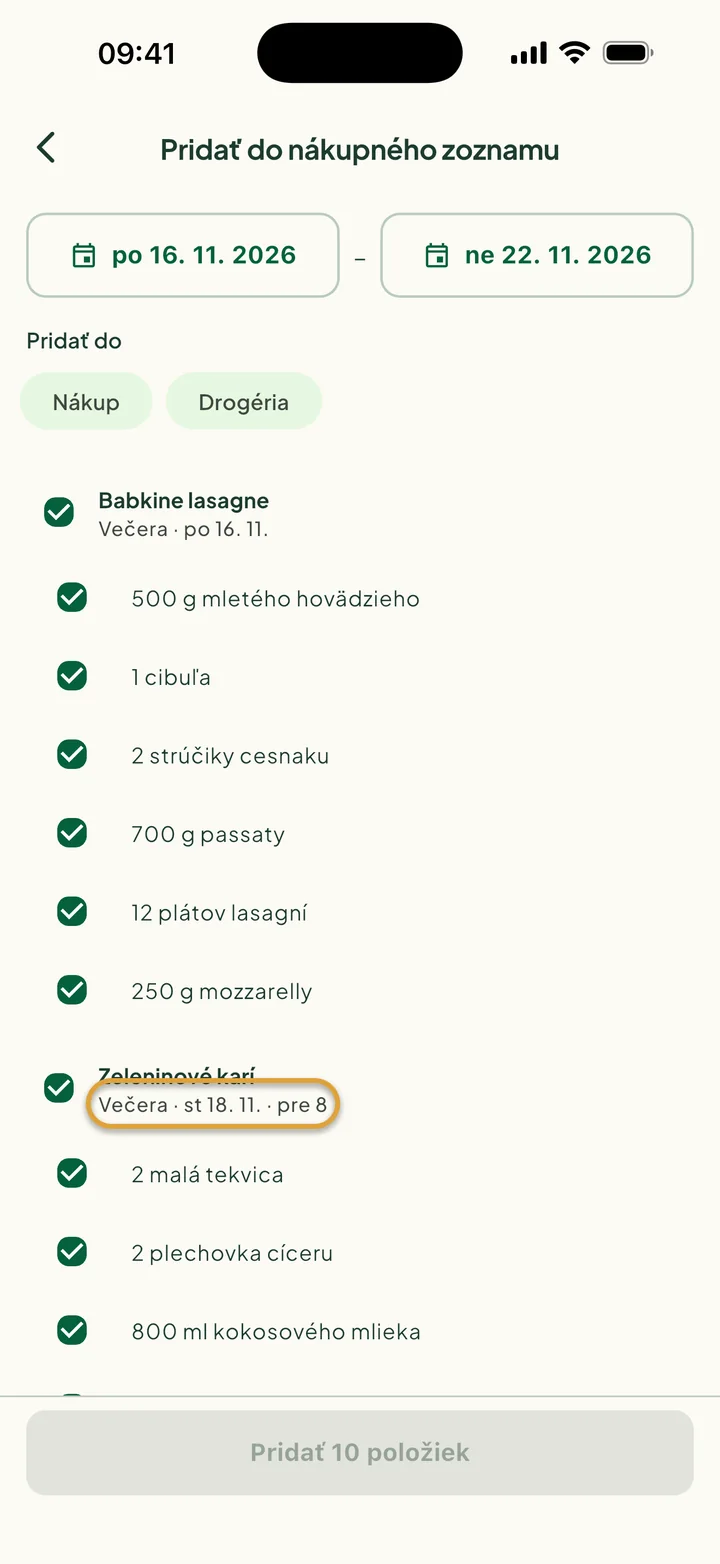 09:41
Pridať do nákupného zoznamu
po 16. 11. 2026 – ne 22. 11. 2026
Pridať do
Nákup Drogéria
Babkine lasagne
Večera · po 16. 11.
500 g mletého hovädzieho
1 cibuľa
2 strúčiky cesnaku
700 g passaty
12 plátov lasagní
250 g mozzarelly
Zeleninové karí
Večera · st 18. 11. · pre 8
2 malá tekvica
2 plechovka cíceru
800 ml kokosového mlieka
Pridať 10 položiek